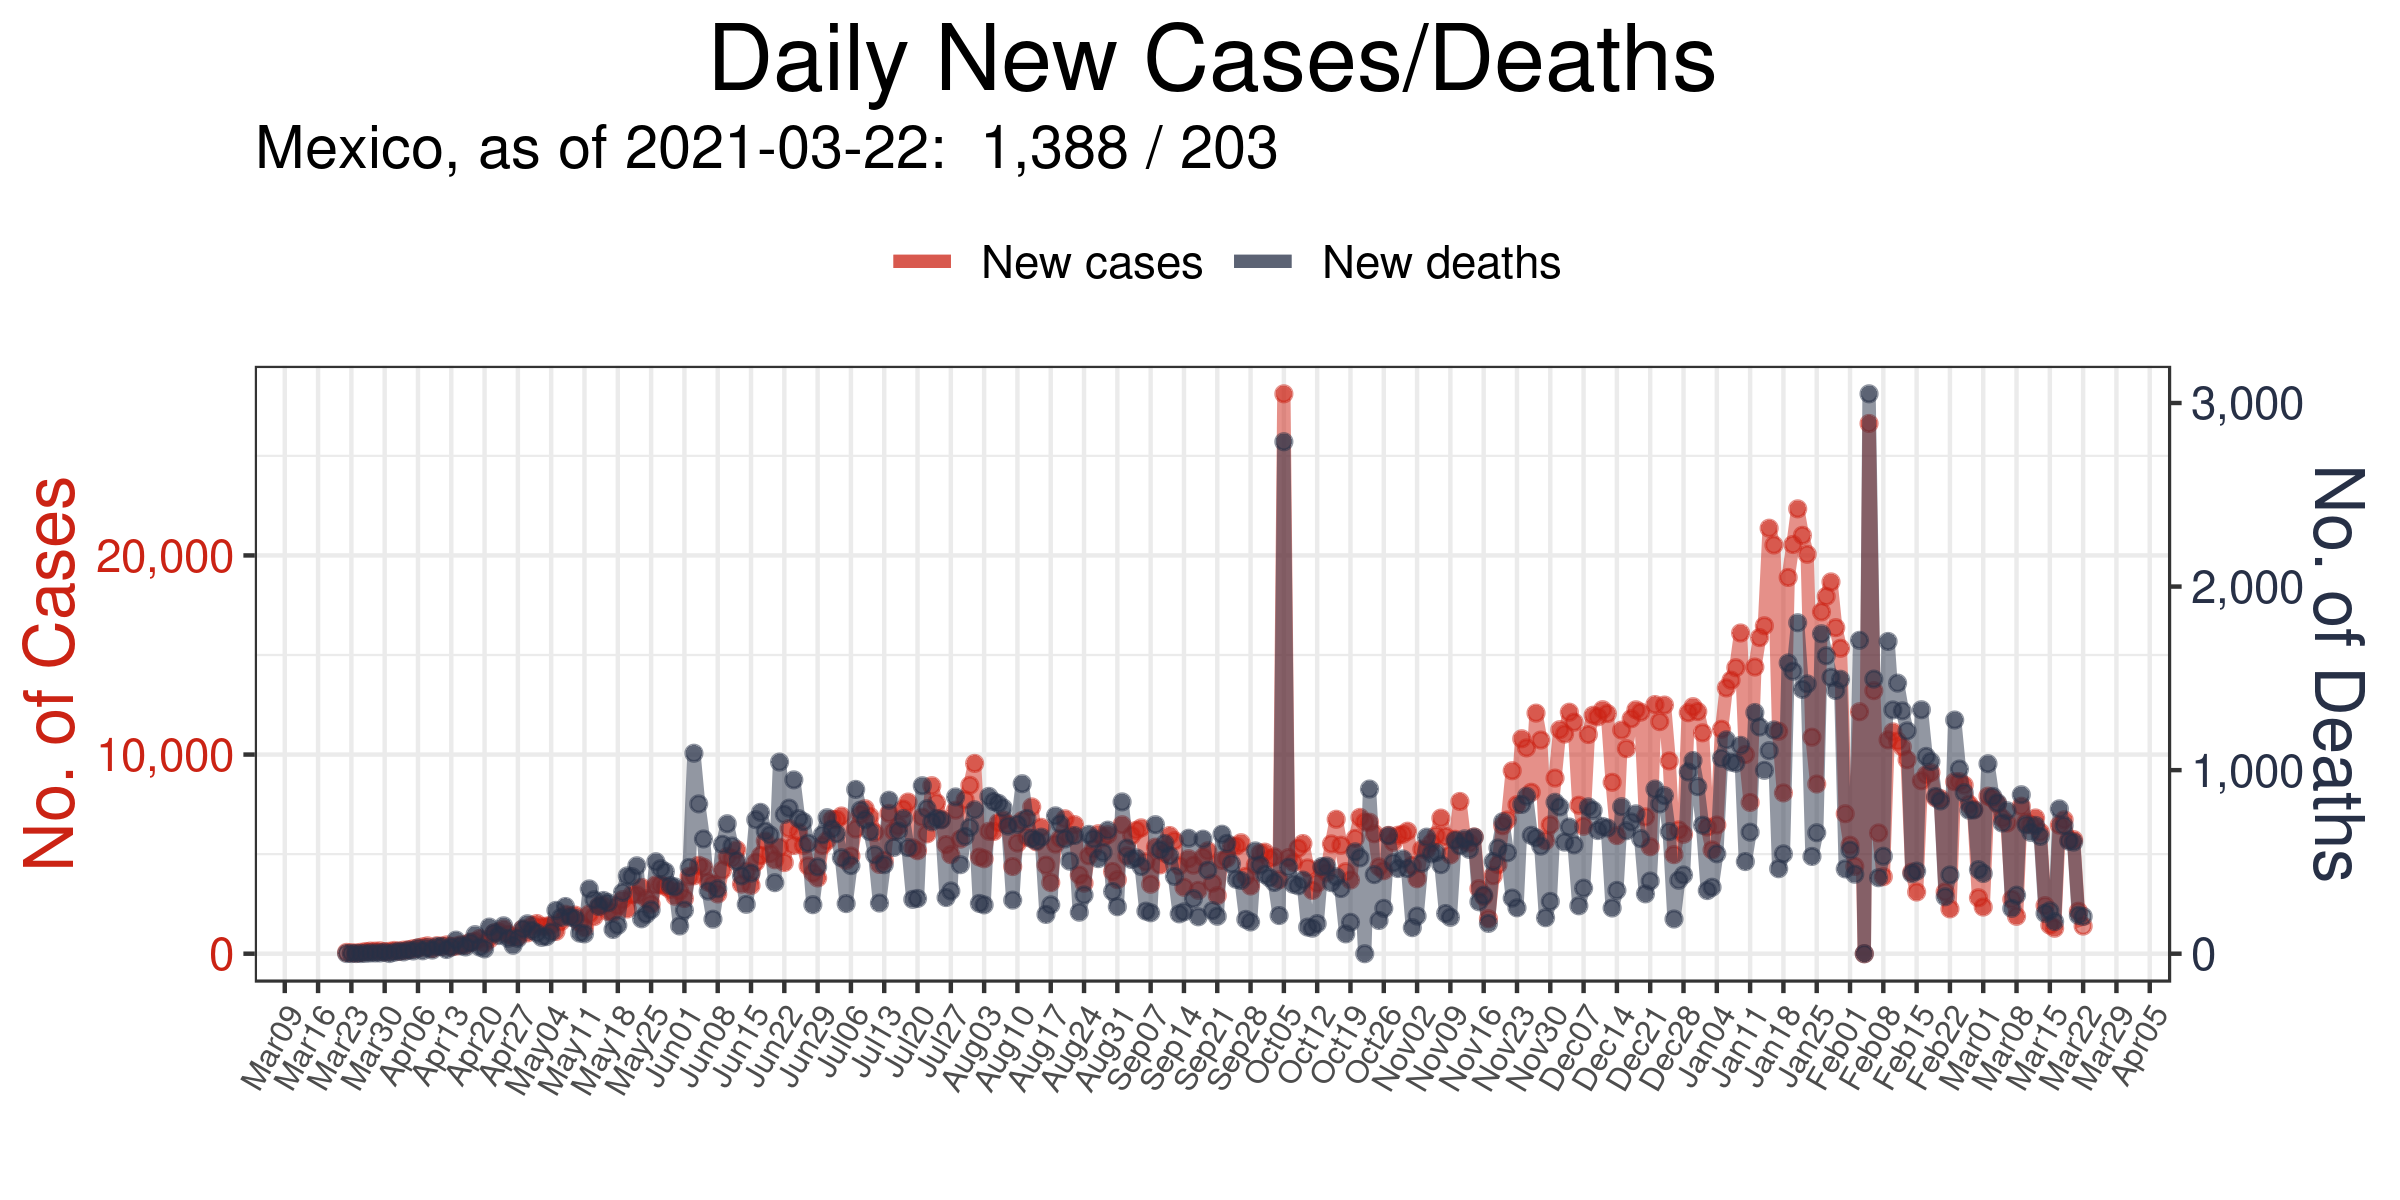 Daily New Cases/Deaths
Mexico, as of 2021-03-22:  1,388 / 203
New cases
New deaths
No. of Cases
20,000
10,000
0
3,000
2,000
1,000
0
No. of Deaths
Mar09
Mar16
Mar23
Mar30
Apr06
Apr13
Apr20
Apr27
May04
May11
May18
May25
Jun01
Jun08
Jun15
Jun22
Jun29
Jul06
Jul13
Jul20
Jul27
Aug03
Aug10
Aug17
Aug24
Aug31
Sep07
Sep14
Sep21
Sep28
Oct05
Oct12
Oct19
Oct26
Nov02
Nov09
Nov16
Nov23
Nov30
Dec07
Dec14
Dec21
Dec28
Jan04
Jan11
Jan18
Jan25
Feb01
Feb08
Feb15
Feb22
Mar01
Mar08
Mar15
Mar22
Mar29
Apr05